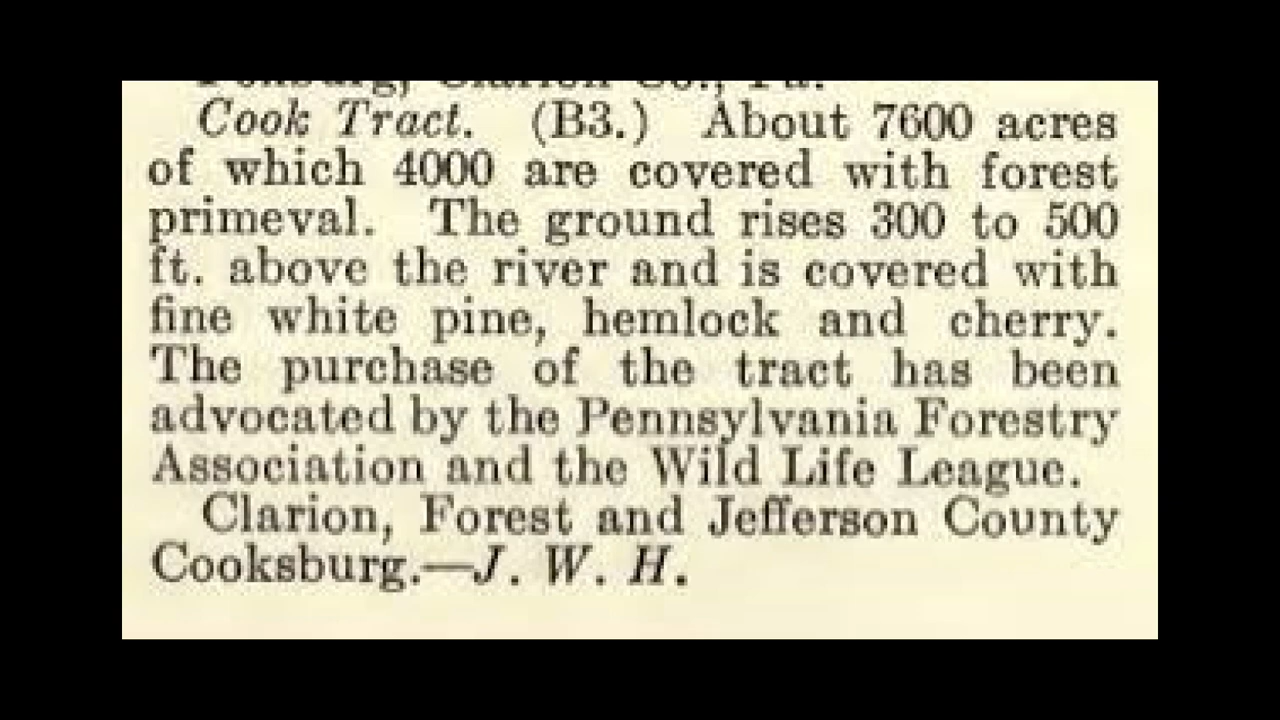 Cook Tract. (B3.) About 7600 acres
of which 4000 are covered with forest
primeval. The ground rises 300 to 500
ft. above the river and is covered with
fine white pine, hemlock and cherry.
The purchase of the tract has been
advocated by the Pennsylvania Forestry
Association and the Wild Life League.
Clarion, Forest and Jefferson County
Cooksburg.—J. W. H.